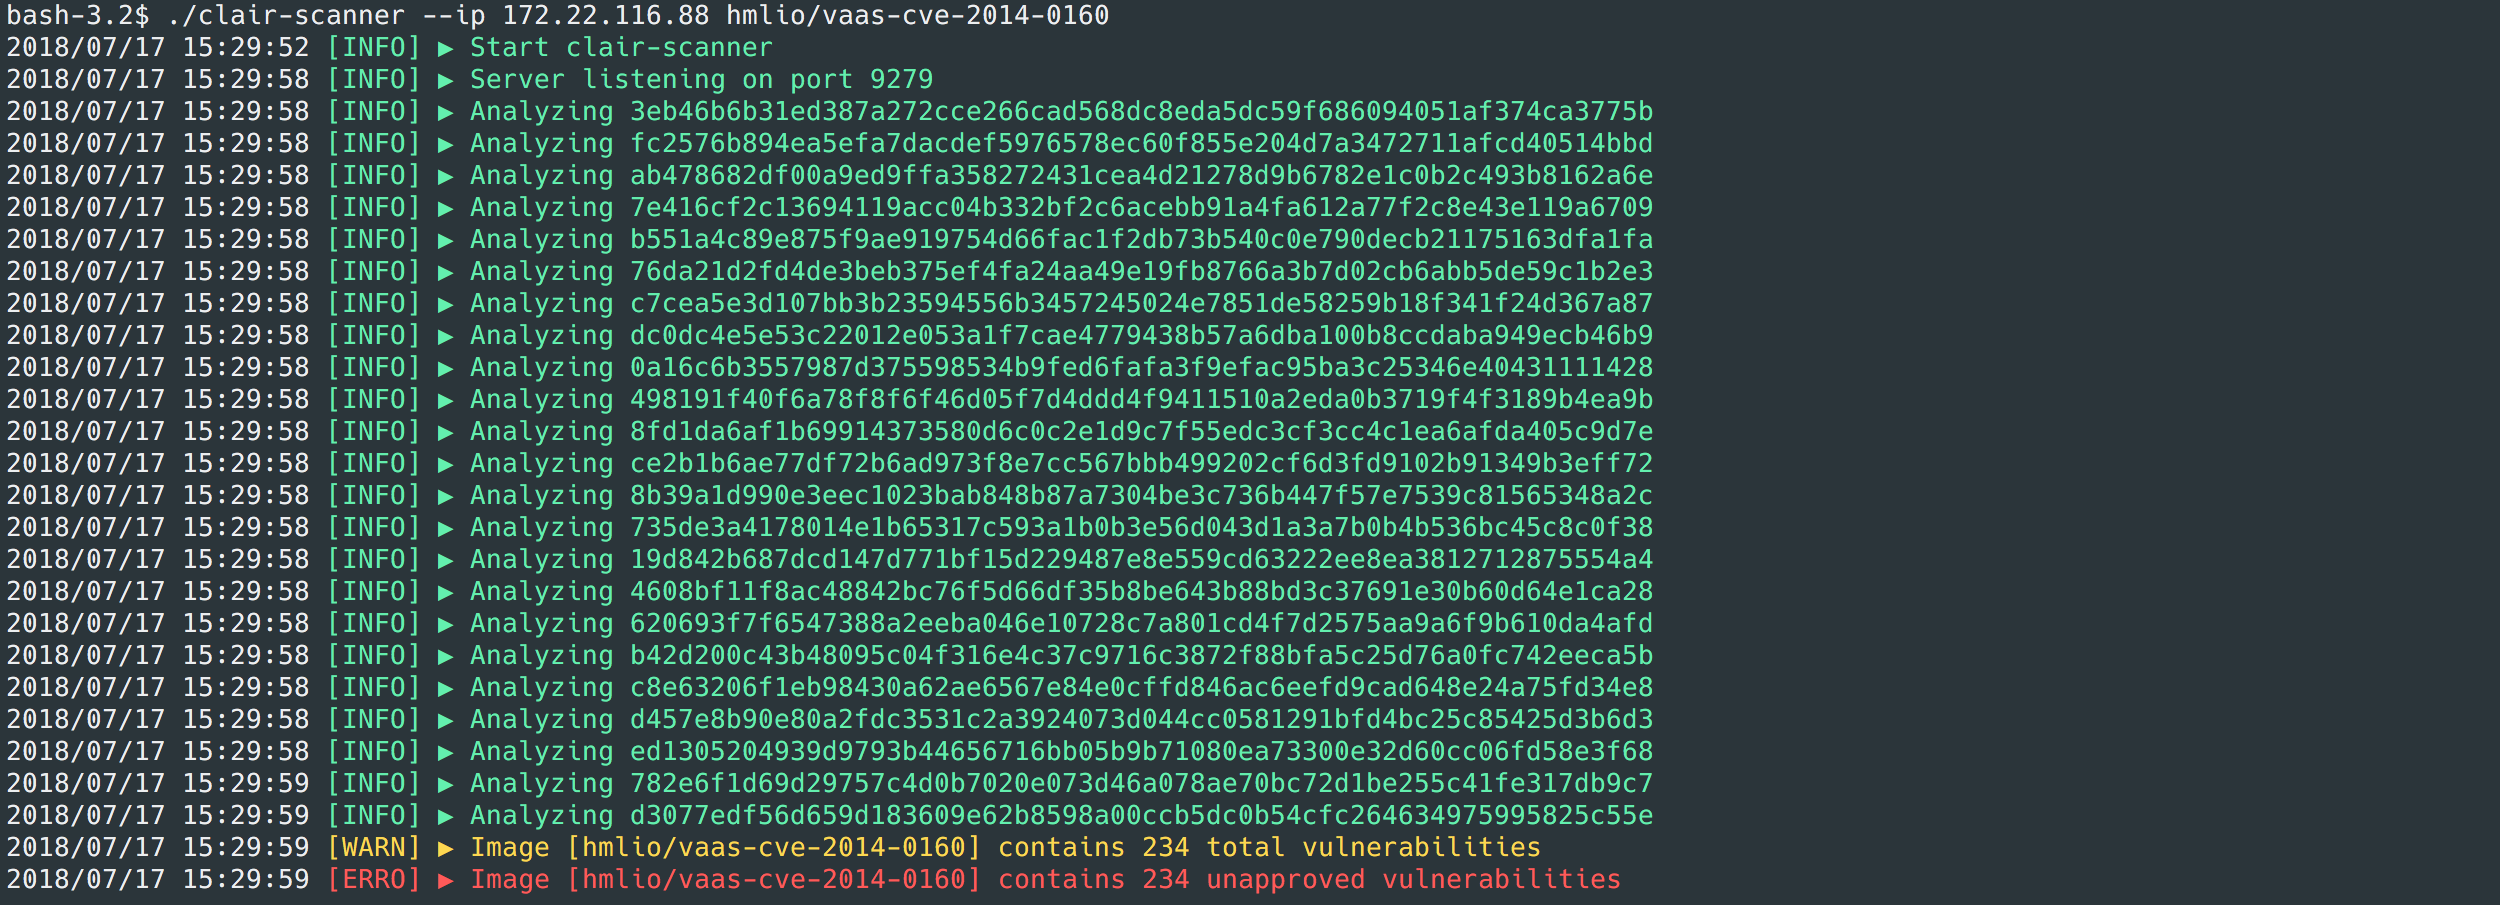 bash-3.2$ ./clair-scanner --ip 172.22.116.88 hmlio/vaas-cve-2014-0160
2018/07/17 15:29:52 [INFO] ▶ Start clair-scanner
2018/07/17 15:29:58 [INFO] ▶ Server listening on port 9279
2018/07/17 15:29:58 [INFO] ▶ Analyzing 3eb46b6b31ed387a272cce266cad568dc8eda5dc59f686094051af374ca3775b
2018/07/17 15:29:58 [INFO] ▶ Analyzing fc2576b894ea5efa7dacdef5976578ec60f855e204d7a3472711afcd40514bbd
2018/07/17 15:29:58 [INFO] ▶ Analyzing ab478682df00a9ed9ffa358272431cea4d21278d9b6782e1c0b2c493b8162a6e
2018/07/17 15:29:58 [INFO] ▶ Analyzing 7e416cf2c13694119acc04b332bf2c6acebb91a4fa612a77f2c8e43e119a6709
2018/07/17 15:29:58 [INFO] ▶ Analyzing b551a4c89e875f9ae919754d66fac1f2db73b540c0e790decb21175163dfa1fa
2018/07/17 15:29:58 [INFO] ▶ Analyzing 76da21d2fd4de3beb375ef4fa24aa49e19fb8766a3b7d02cb6abb5de59c1b2e3
2018/07/17 15:29:58 [INFO] ▶ Analyzing c7cea5e3d107bb3b23594556b3457245024e7851de58259b18f341f24d367a87
2018/07/17 15:29:58 [INFO] ▶ Analyzing dc0dc4e5e53c22012e053a1f7cae4779438b57a6dba100b8ccdaba949ecb46b9
2018/07/17 15:29:58 [INFO] ▶ Analyzing 0a16c6b3557987d375598534b9fed6fafa3f9efac95ba3c25346e40431111428
2018/07/17 15:29:58 [INFO] ▶ Analyzing 498191f40f6a78f8f6f46d05f7d4ddd4f9411510a2eda0b3719f4f3189b4ea9b
2018/07/17 15:29:58 [INFO] ▶ Analyzing 8fd1da6af1b69914373580d6c0c2e1d9c7f55edc3cf3cc4c1ea6afda405c9d7e
2018/07/17 15:29:58 [INFO] ▶ Analyzing ce2b1b6ae77df72b6ad973f8e7cc567bbb499202cf6d3fd9102b91349b3eff72
2018/07/17 15:29:58 [INFO] ▶ Analyzing 8b39a1d990e3eec1023bab848b87a7304be3c736b447f57e7539c81565348a2c
2018/07/17 15:29:58 [INFO] ▶ Analyzing 735de3a4178014e1b65317c593a1b0b3e56d043d1a3a7b0b4b536bc45c8c0f38
2018/07/17 15:29:58 [INFO] ▶ Analyzing 19d842b687dcd147d771bf15d229487e8e559cd63222ee8ea3812712875554a4
2018/07/17 15:29:58 [INFO] ▶ Analyzing 4608bf11f8ac48842bc76f5d66df35b8be643b88bd3c37691e30b60d64e1ca28
2018/07/17 15:29:58 [INFO] ▶ Analyzing 620693f7f6547388a2eeba046e10728c7a801cd4f7d2575aa9a6f9b610da4afd
2018/07/17 15:29:58 [INFO] ▶ Analyzing b42d200c43b48095c04f316e4c37c9716c3872f88bfa5c25d76a0fc742eeca5b
2018/07/17 15:29:58 [INFO] ▶ Analyzing c8e63206f1eb98430a62ae6567e84e0cffd846ac6eefd9cad648e24a75fd34e8
2018/07/17 15:29:58 [INFO] ▶ Analyzing d457e8b90e80a2fdc3531c2a3924073d044cc0581291bfd4bc25c85425d3b6d3
2018/07/17 15:29:58 [INFO] ▶ Analyzing ed1305204939d9793b44656716bb05b9b71080ea73300e32d60cc06fd58e3f68
2018/07/17 15:29:59 [INFO] ▶ Analyzing 782e6f1d69d29757c4d0b7020e073d46a078ae70bc72d1be255c41fe317db9c7
2018/07/17 15:29:59 [INFO] ▶ Analyzing d3077edf56d659d183609e62b8598a00ccb5dc0b54cfc264634975995825c55e
2018/07/17 15:29:59 [WARN] ▶ Image [hmlio/vaas-cve-2014-0160] contains 234 total vulnerabilities
2018/07/17 15:29:59 [ERRO] ▶ Image [hmlio/vaas-cve-2014-0160] contains 234 unapproved vulnerabilities